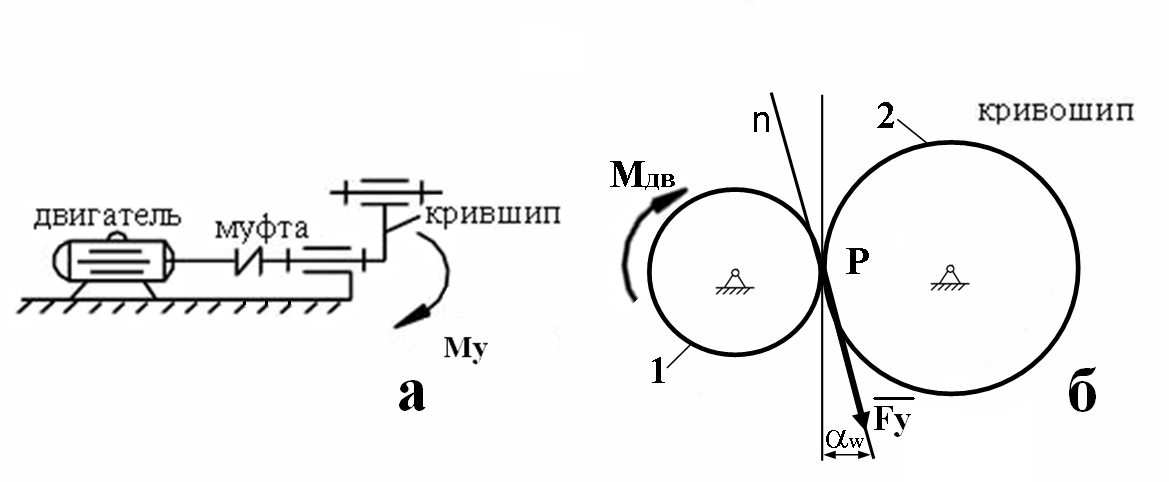 двигатель
муфта
крившип
Му
а
n
2
кривошип
Мдв
Р
1
Fy
αw
б